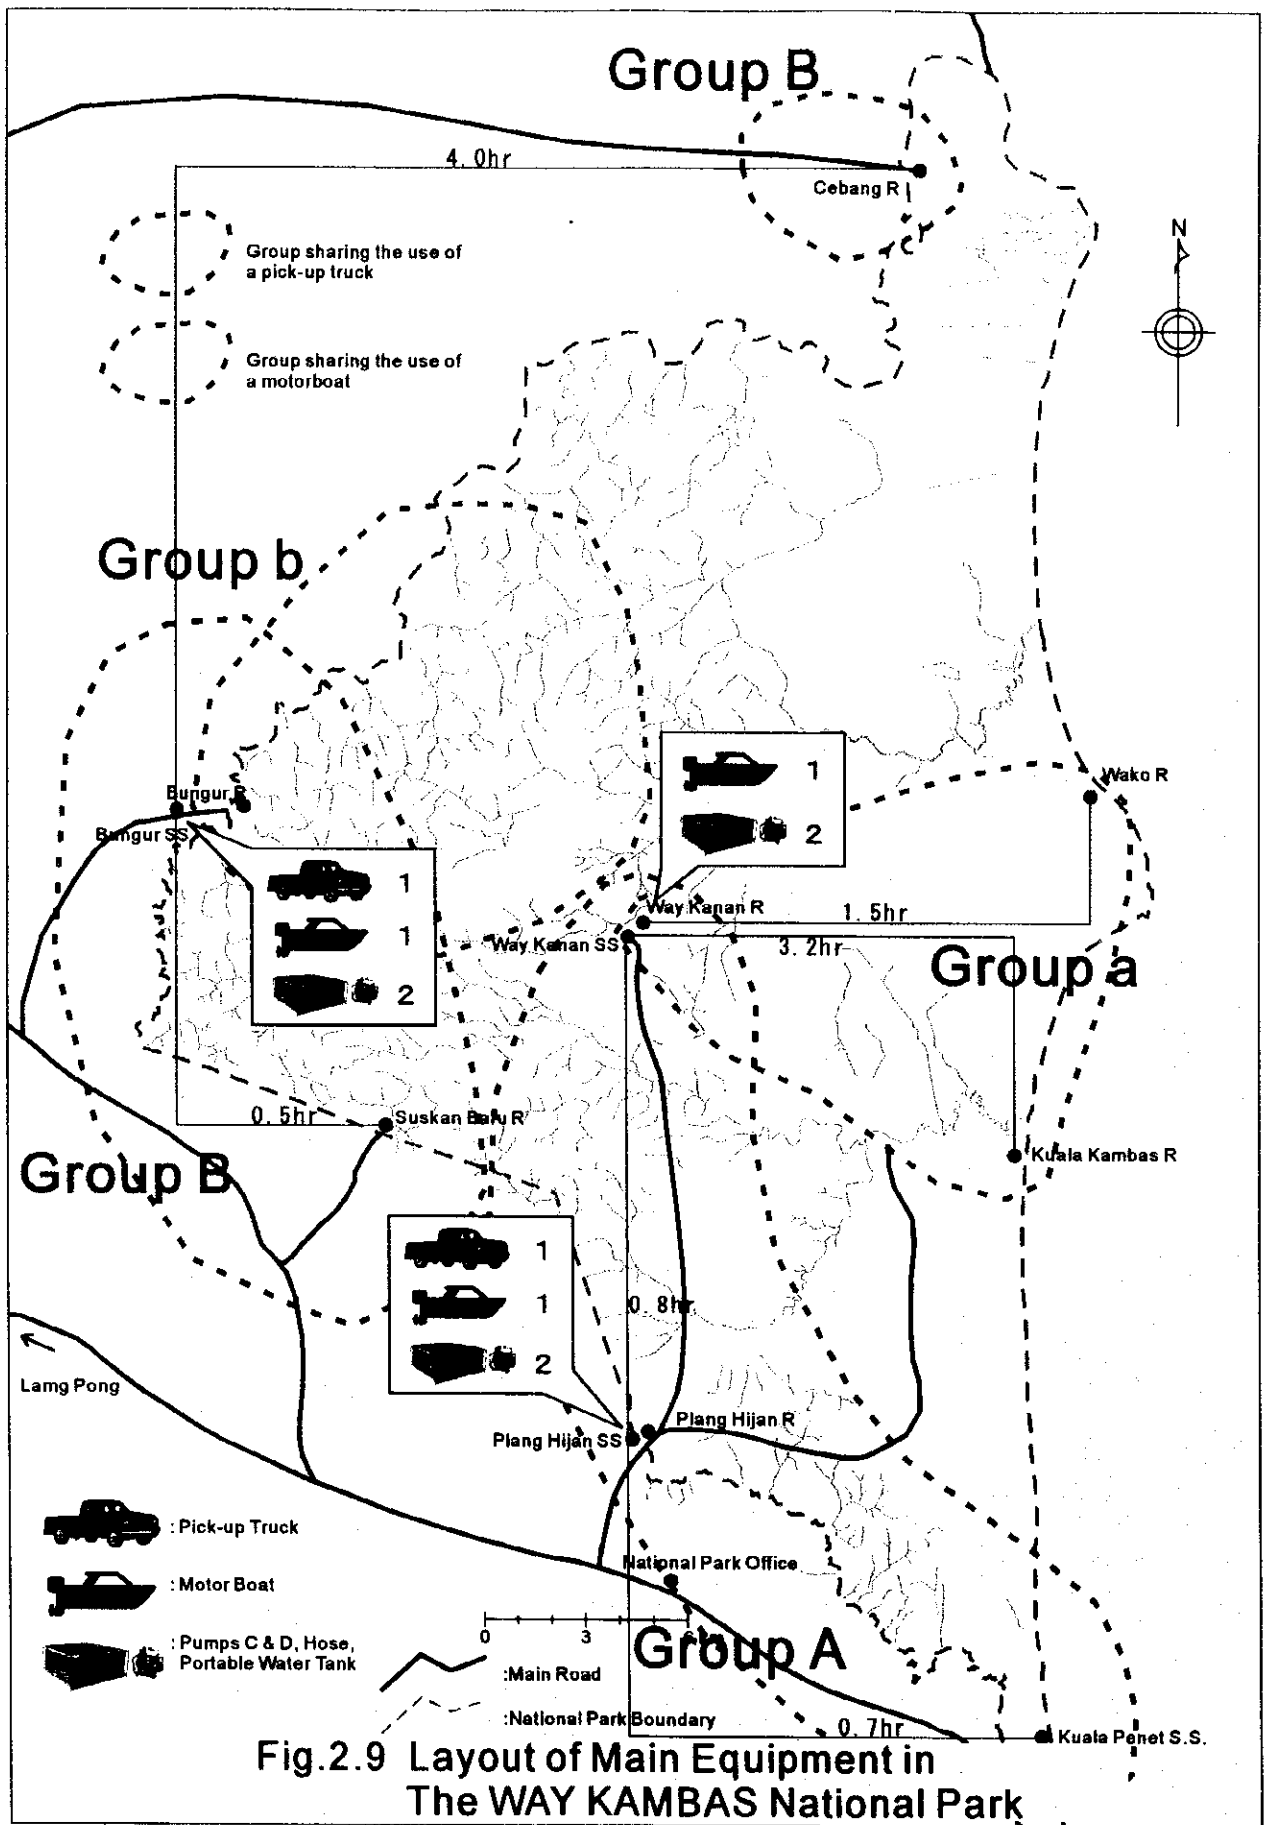 Group B
4.0hr
Cebang R
N
Group sharing the use of
a pick-up truck
Group sharing the use of
a motorboat
Group b
1
2
Wako R
Bungur R
Bungur SS
1
1
2
Way Kanan R
1.5hr
Way Kanan SS
3.2hr
Group a
0.5hr
Suskan Baru R
Kuala Kambas R
Group B
1
1
2
0.8hr
Lamg Pong
Plang Hijan R
Plang Hijan SS
: Pick-up Truck
National Park Office
: Motor Boat
0 3
Group A
: Pumps C & D, Hose,
Portable Water Tank
:Main Road
:National Park Boundary
0.7hr
Kuala Penet S.S.
Fig.2.9 Layout of Main Equipment in
The WAY KAMBAS National Park